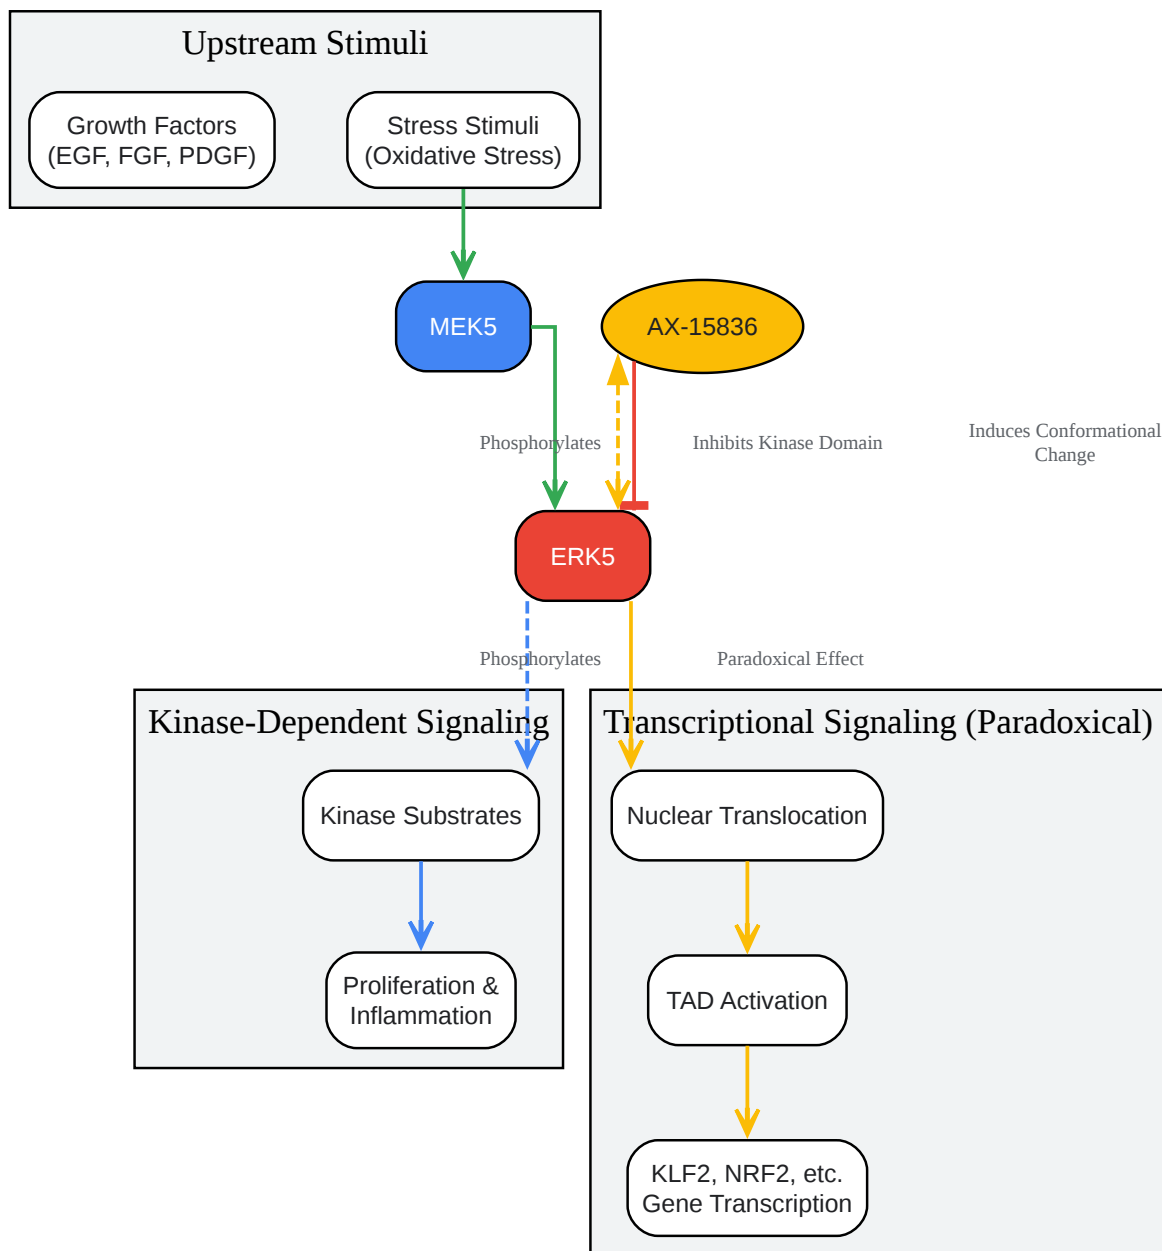 Upstream Stimuli
Growth Factors
(EGF, FGF, PDGF)
Stress Stimuli
(Oxidative Stress)
MEK5
AX-15836
Phosphorylates
Inhibits Kinase Domain
Induces Conformational
Change
ERK5
Phosphorylates
Paradoxical Effect
Kinase-Dependent Signaling
Transcriptional Signaling (Paradoxical)
Kinase Substrates
Nuclear Translocation
Proliferation &
Inflammation
TAD Activation
KLF2, NRF2, etc.
Gene Transcription